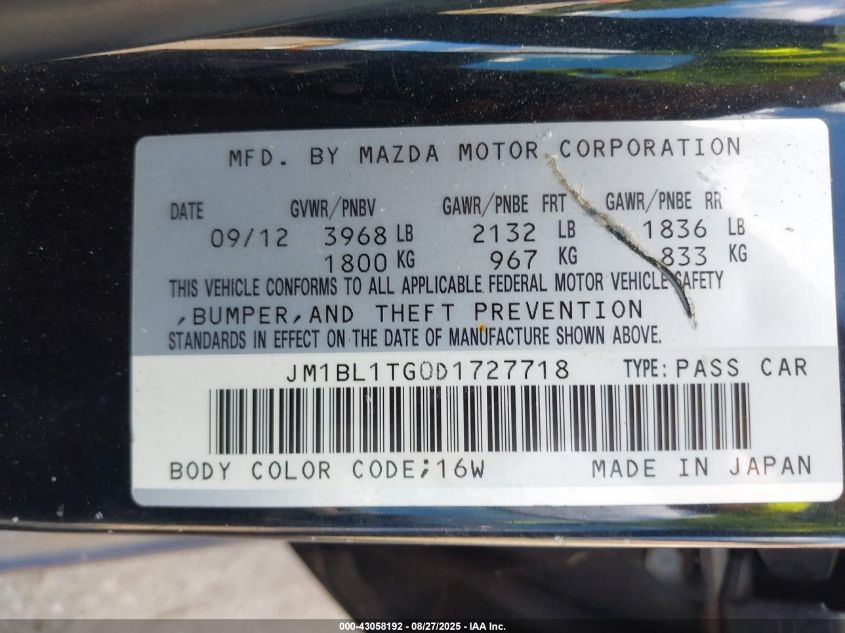 MFD. BY MAZDA MOTOR CORPORATION
DATE GVWR/PNBV GAWR/PNBE FRT GAWR/PNBE RR
09/12 3968 LB 2132 LB 1836 LB
1800 KG 967 KG 833 KG
THIS VEHICLE CONFORMS TO ALL APPLICABLE FEDERAL MOTOR VEHICLE SAFETY
,BUMPER,AND THEFT PREVENTION
STANDARDS IN EFFECT ON THE DATE OF MANUFACTURE SHOWN ABOVE.
JM1BL1TG0D1727718 TYPE: PASS CAR
BODY COLOR CODE;16W MADE IN JAPAN
000-43058192 - 08/27/2025 - IAA Inc.